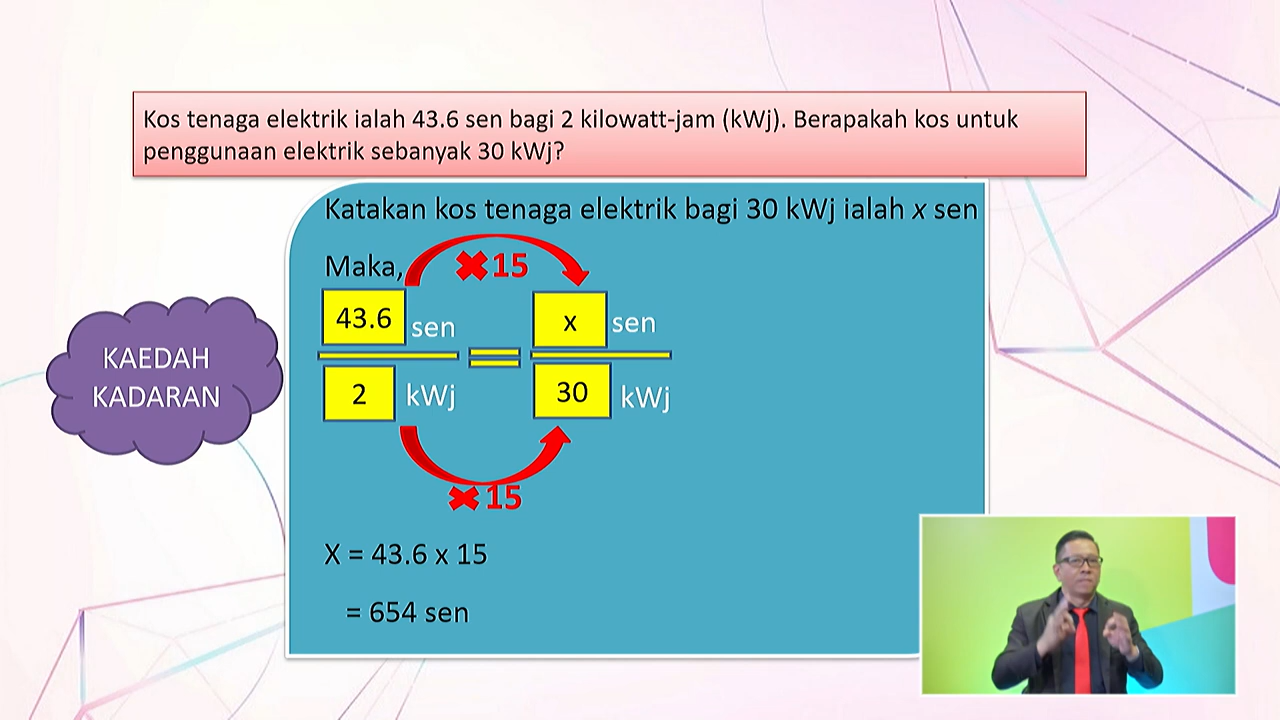 Kos tenaga elektrik ialah 43.6 sen bagi 2 kilowatt-jam (kWj). Berapakah kos untuk
penggunaan elektrik sebanyak 30 kWj?
Katakan kos tenaga elektrik bagi 30 kWj ialah x sen
Maka,
✖15
43.6 sen = x sen
2 kWj 30 kWj
✖15
KAEDAH
KADARAN
X = 43.6 x 15
= 654 sen